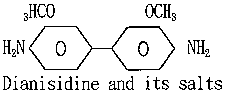 ₃HCO OCH₃
H₂N O O NH₂
Dianisidine and its salts